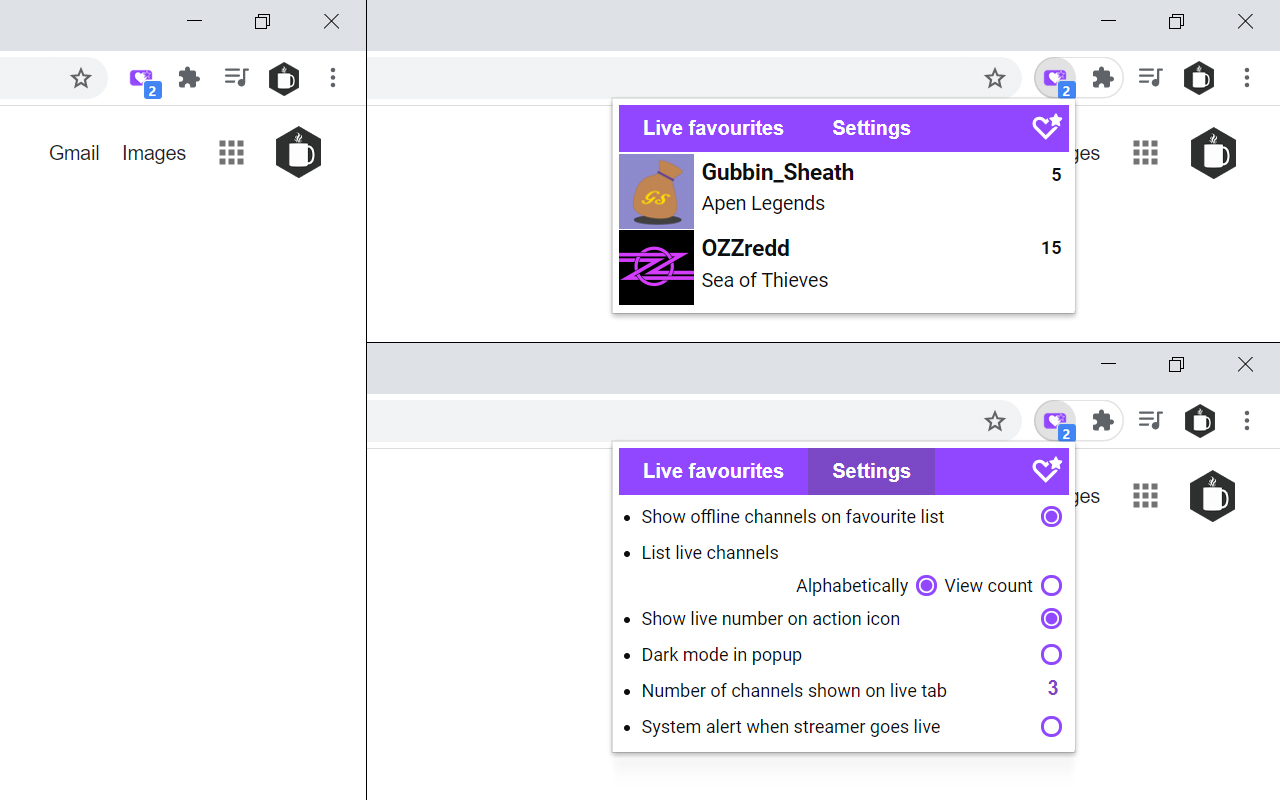 2
Gmail Images
2
Live favourites Settings
ges
Gubbin_Sheath 5
Apen Legends
GS
OZZredd 15
Sea of Thieves
2
Live favourites Settings
ges
Show offline channels on favourite list
List live channels
Alphabetically View count
Show live number on action icon
Dark mode in popup
Number of channels shown on live tab 3
System alert when streamer goes live